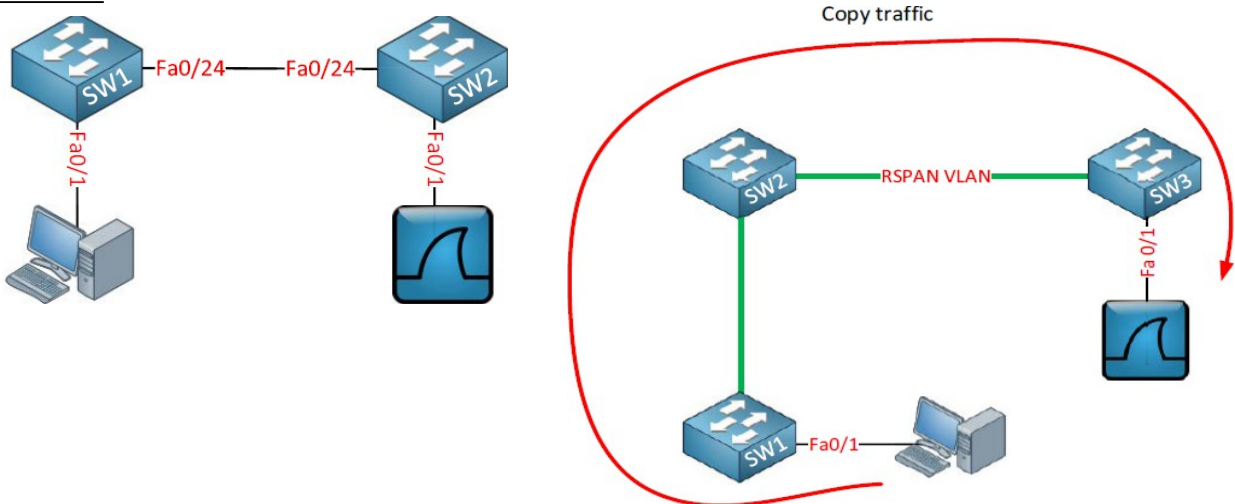 SW1
Fa0/24
Fa0/24
SW2
Fa0/1
Fa0/1
Copy traffic
SW2
RSPAN VLAN
SW3
Fa 0/1
SW1
Fa0/1